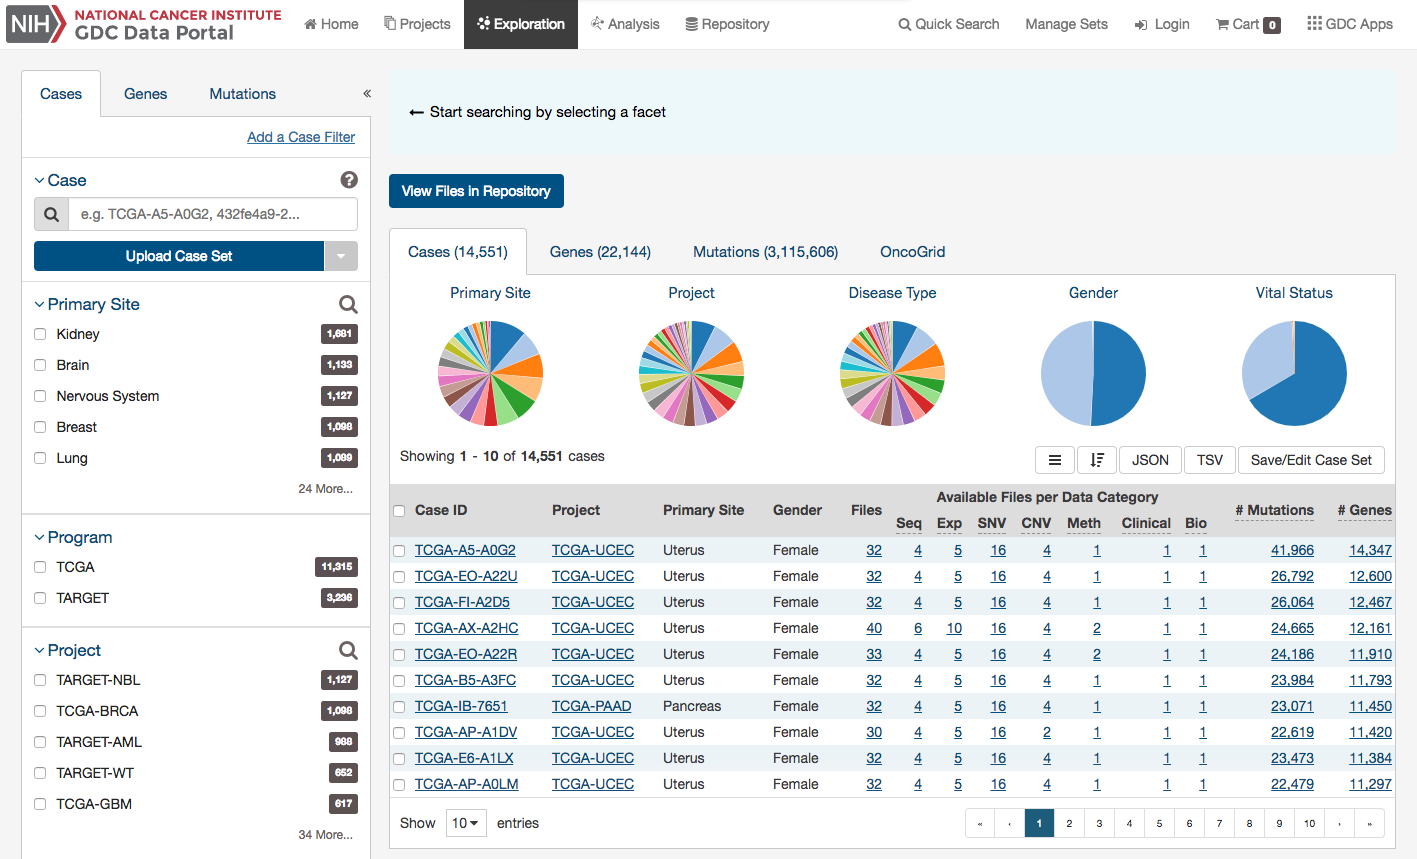 NIH NATIONAL CANCER INSTITUTE
GDC Data Portal
Home Projects Exploration Analysis Repository Quick Search Manage Sets Login Cart 0 GDC Apps
Cases Genes Mutations «
Add a Case Filter
Case ?
e.g. TCGA-A5-A0G2, 432fe4a9-2...
Upload Case Set
Primary Site
Kidney 1,681
Brain 1,133
Nervous System 1,127
Breast 1,098
Lung 1,089
24 More...
Program
TCGA 11,315
TARGET 3,236
Project
TARGET-NBL 1,127
TCGA-BRCA 1,098
TARGET-AML 988
TARGET-WT 652
TCGA-GBM 617
34 More...
← Start searching by selecting a facet
View Files in Repository
Cases (14,551) Genes (22,144) Mutations (3,115,606) OncoGrid
Primary Site Project Disease Type Gender Vital Status
Showing 1 - 10 of 14,551 cases
JSON TSV Save/Edit Case Set
Available Files per Data Category
Case ID Project Primary Site Gender Files Seq Exp SNV CNV Meth Clinical Bio # Mutations # Genes
TCGA-A5-A0G2 TCGA-UCEC Uterus Female 32 4 5 16 4 1 1 1 41,966 14,347
TCGA-EO-A22U TCGA-UCEC Uterus Female 32 4 5 16 4 1 1 1 26,792 12,600
TCGA-FI-A2D5 TCGA-UCEC Uterus Female 32 4 5 16 4 1 1 1 26,064 12,467
TCGA-AX-A2HC TCGA-UCEC Uterus Female 40 6 10 16 4 2 1 1 24,665 12,161
TCGA-EO-A22R TCGA-UCEC Uterus Female 33 4 5 16 4 2 1 1 24,186 11,910
TCGA-B5-A3FC TCGA-UCEC Uterus Female 32 4 5 16 4 1 1 1 23,984 11,793
TCGA-IB-7651 TCGA-PAAD Pancreas Female 32 4 5 16 4 1 1 1 23,071 11,450
TCGA-AP-A1DV TCGA-UCEC Uterus Female 30 4 5 16 2 1 1 1 22,619 11,420
TCGA-E6-A1LX TCGA-UCEC Uterus Female 32 4 5 16 4 1 1 1 23,473 11,384
TCGA-AP-A0LM TCGA-UCEC Uterus Female 32 4 5 16 4 1 1 1 22,479 11,297
Show 10 entries
« ‹ 1 2 3 4 5 6 7 8 9 10 › »